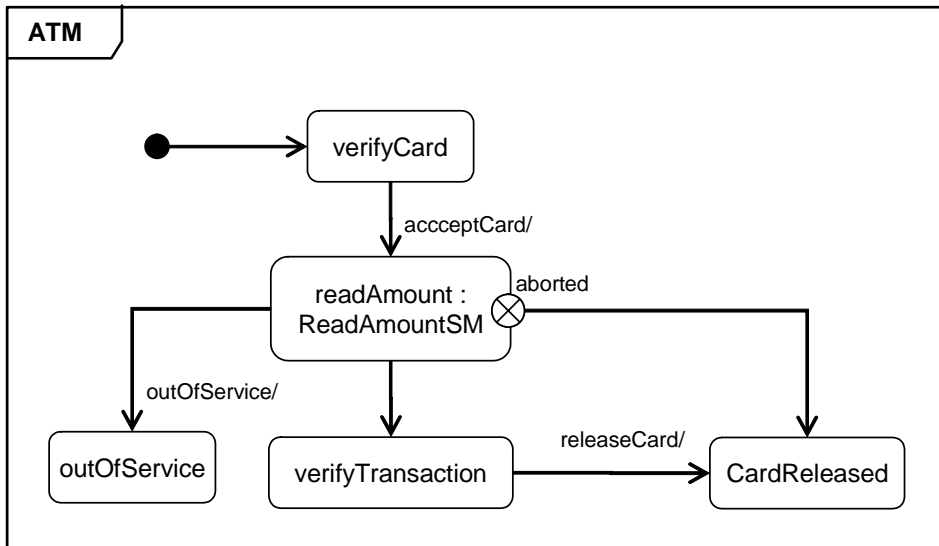 ATM
verifyCard
accceptCard/
readAmount :
ReadAmountSM
aborted
outOfService/
outOfService
verifyTransaction
releaseCard/
CardReleased